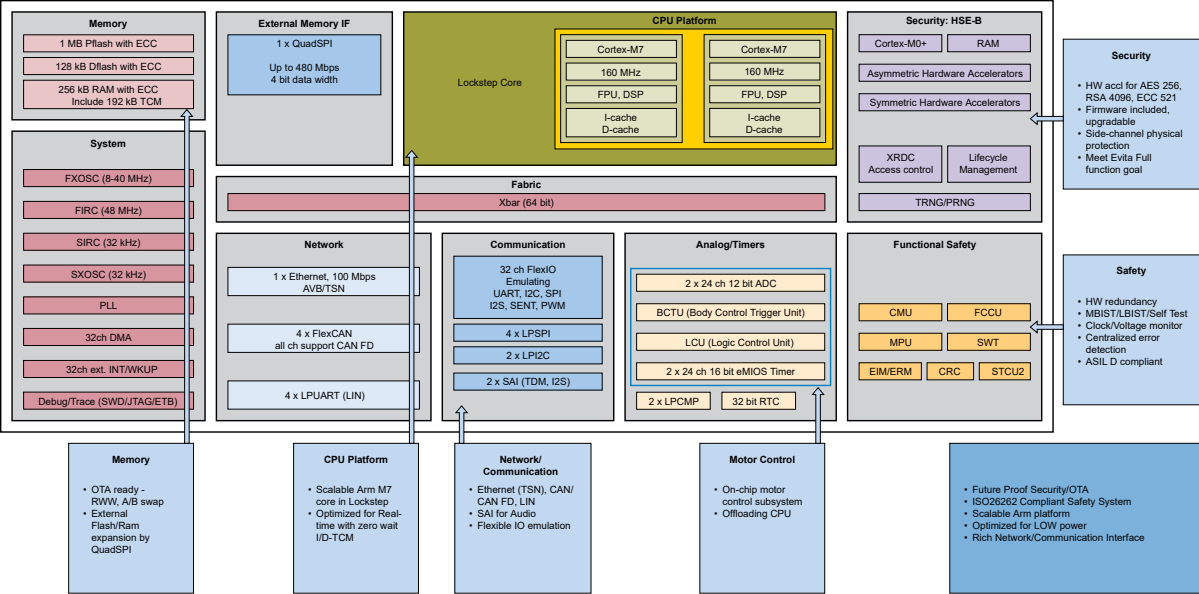 Memory
1 MB Pflash with ECC
128 kB Dflash with ECC
256 kB RAM with ECC
Include 192 kB TCM
External Memory IF
1 x QuadSPI
Up to 480 Mbps
4 bit data width
CPU Platform
Lockstep Core
Cortex-M7
160 MHz
FPU, DSP
I-cache
D-cache
Cortex-M7
160 MHz
FPU, DSP
I-cache
D-cache
Security: HSE-B
Cortex-M0+
RAM
Asymmetric Hardware Accelerators
Symmetric Hardware Accelerators
XRDC
Access control
Lifecycle
Management
TRNG/PRNG
Security
• HW accl for AES 256,
RSA 4096, ECC 521
• Firmware included,
upgradable
• Side-channel physical
protection
• Meet Evita Full
function goal
System
FXOSC (8-40 MHz)
FIRC (48 MHz)
SIRC (32 kHz)
SXOSC (32 kHz)
PLL
32ch DMA
32ch ext. INT/WKUP
Debug/Trace (SWD/JTAG/ETB)
Fabric
Xbar (64 bit)
Network
1 x Ethernet, 100 Mbps
AVB/TSN
4 x FlexCAN
all ch support CAN FD
4 x LPUART (LIN)
Communication
32 ch FlexIO
Emulating
UART, I2C, SPI
I2S, SENT, PWM
4 x LPSPI
2 x LPI2C
2 x SAI (TDM, I2S)
Analog/Timers
2 x 24 ch 12 bit ADC
BCTU (Body Control Trigger Unit)
LCU (Logic Control Unit)
2 x 24 ch 16 bit eMIOS Timer
2 x LPCMP
32 bit RTC
Functional Safety
CMU
FCCU
MPU
SWT
EIM/ERM
CRC
STCU2
Safety
• HW redundancy
• MBIST/LBIST/Self Test
• Clock/Voltage monitor
• Centralized error
detection
• ASIL D compliant
Memory
• OTA ready -
RWW, A/B swap
• External
Flash/Ram
expansion by
QuadSPI
CPU Platform
• Scalable Arm M7
core in Lockstep
• Optimized for Real-
time with zero wait
I/D-TCM
Network/
Communication
• Ethernet (TSN), CAN/
CAN FD, LIN
• SAI for Audio
• Flexible IO emulation
Motor Control
• On-chip motor
control subsystem
• Offloading CPU
• Future Proof Security/OTA
• ISO26262 Compliant Safety System
• Scalable Arm platform
• Optimized for LOW power
• Rich Network/Communication Interface